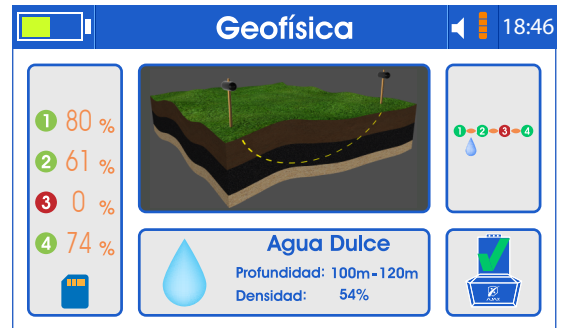 Geofísica
18:46
1 80 %
2 61 %
3 0 %
4 74 %
1 2 3 4
Agua Dulce
Profundidad: 100m-120m
Densidad: 54%
AJAX